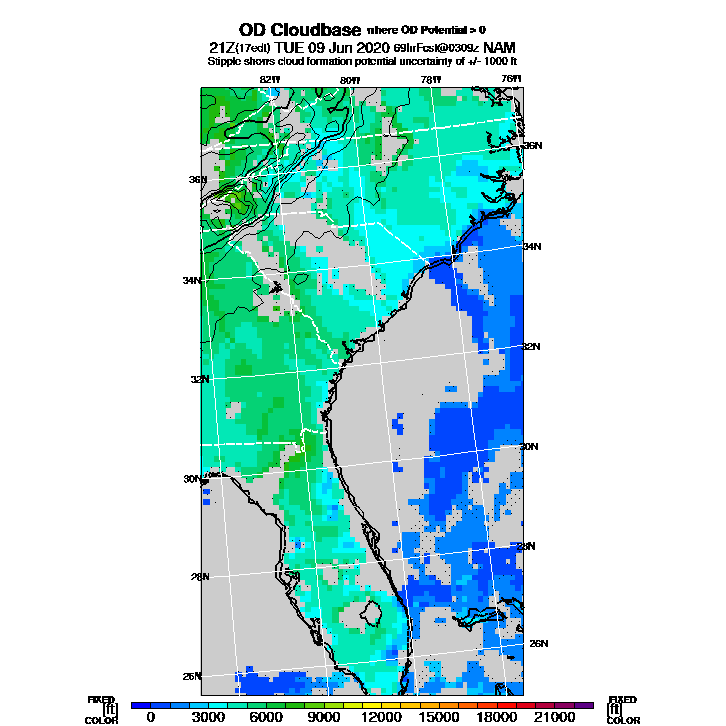 OD Cloudbase where OD Potential > 0
21Z(17edt) TUE 09 Jun 2020 69hrFcst@0309z NAM
Stipple shows cloud formation potential uncertainty of +/- 1000 ft
82W 80W 78W 76W
36N
36N
34N
34N
32N
32N
30N
30N
28N
28N
26N
26N
FIXED FIXED
[ft] [ft]
COLOR COLOR
0 3000 6000 9000 12000 15000 18000 21000